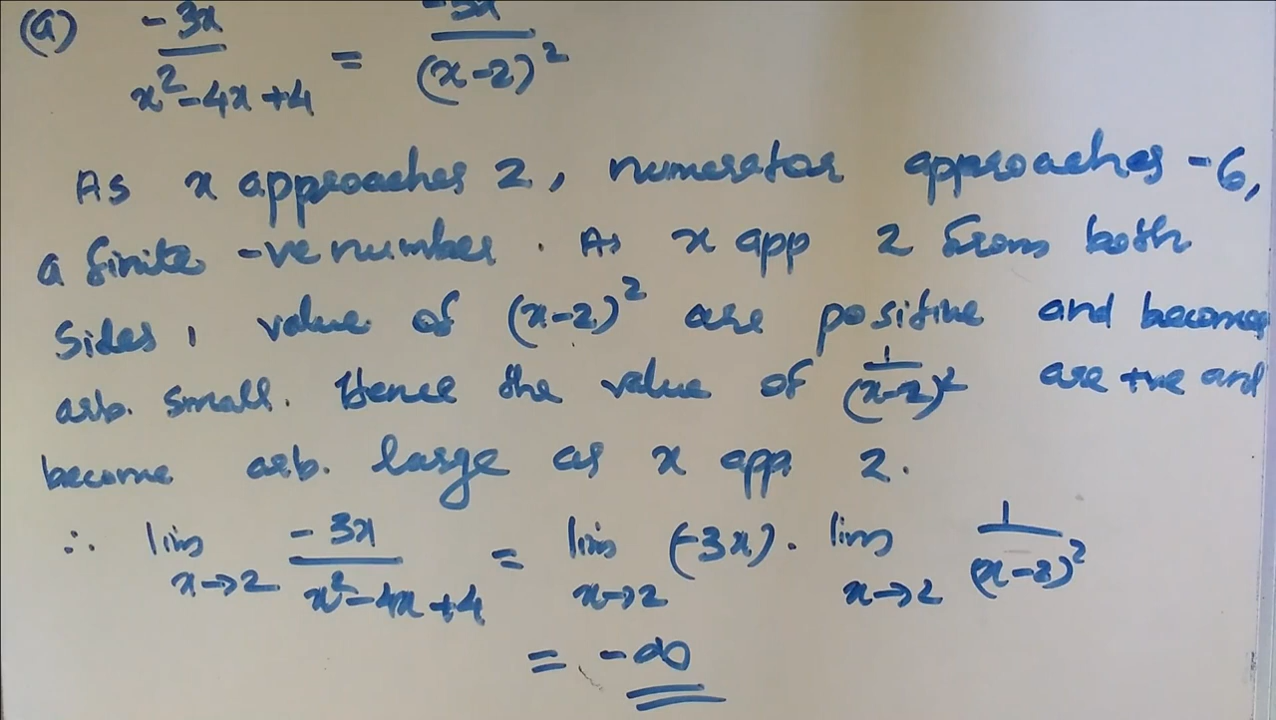 (a) -3x / x²-4x+4 = -3x / (x-2)²
As x approaches 2, numerator approaches -6,
a finite -ve number. As x app 2 from both
sides, value of (x-2)² are positive and becomes
arb. small. Hence the value of 1/(x-2)² are +ve and
become arb. large as x app 2.
∴ lim x→2 -3x / x²-4x+4 = lim x→2 (-3x). lim x→2 1/(x-2)²
= -∞